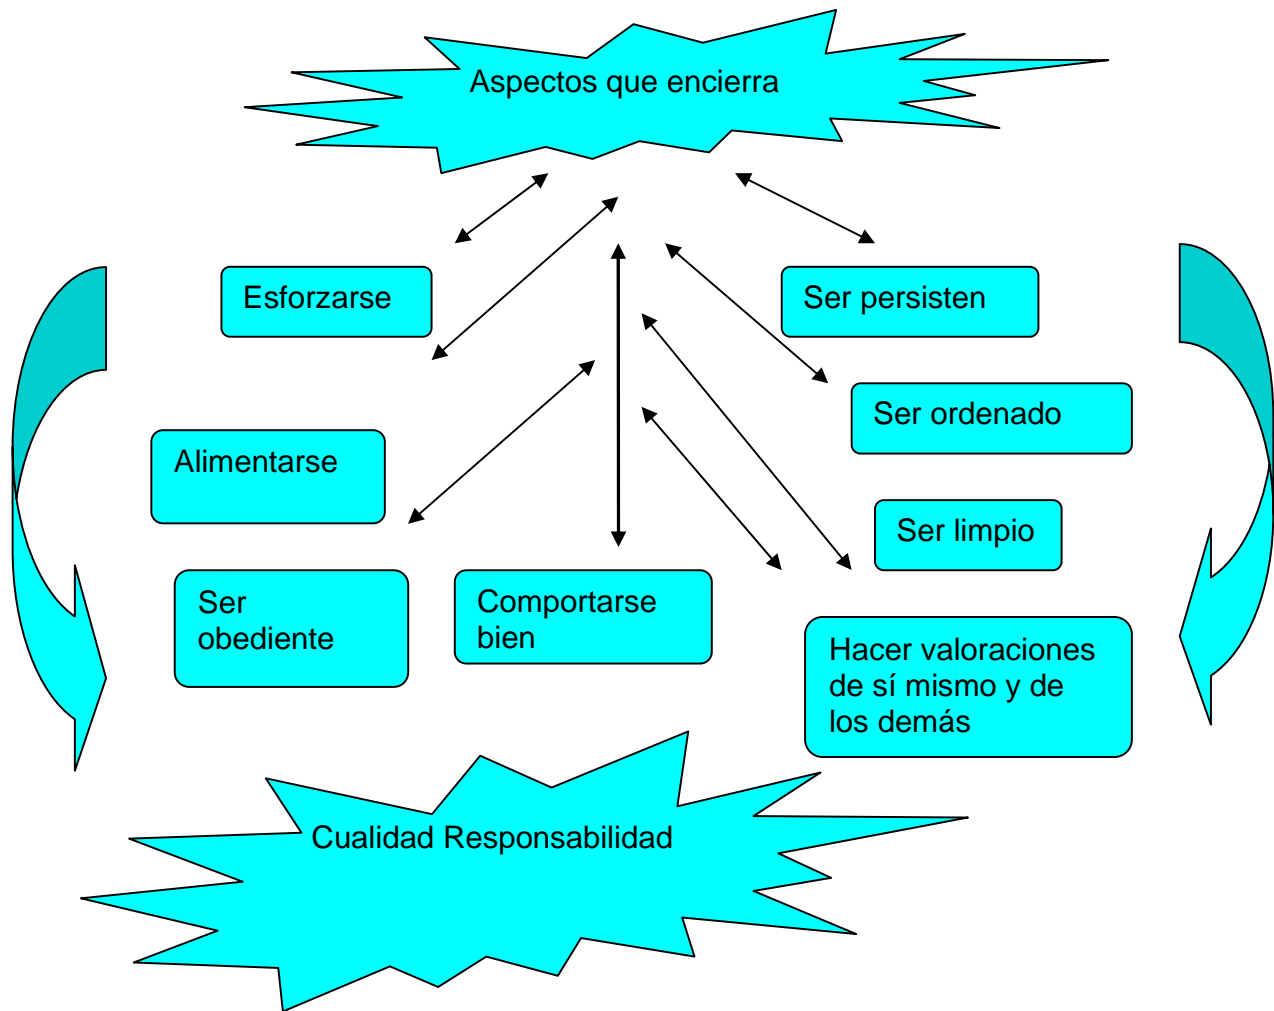 Aspectos que encierra
Esforzarse
Ser persisten
Ser ordenado
Alimentarse
Ser limpio
Ser
obediente
Comportarse
bien
Hacer valoraciones
de sí mismo y de
los demás
Cualidad Responsabilidad